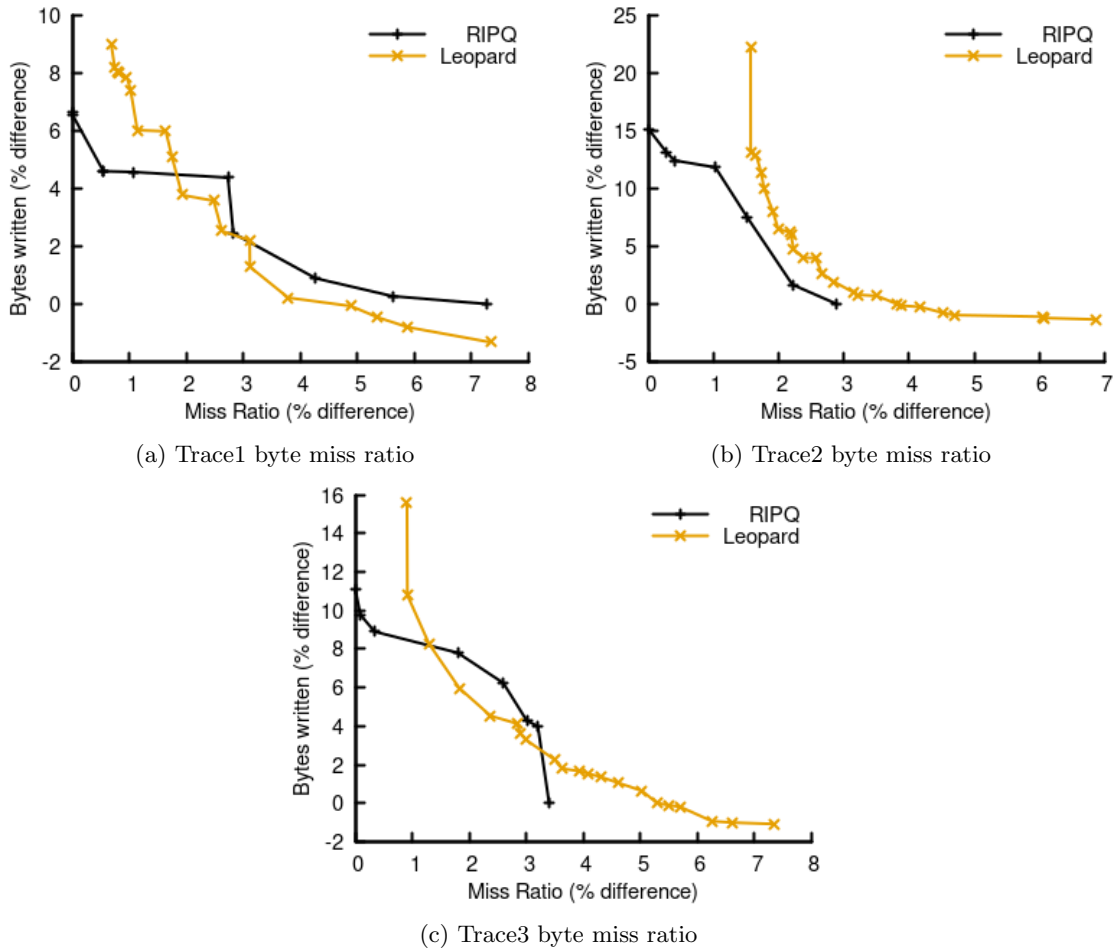 10
8
6
4
2
0
-2
Bytes written (% difference)
RIPQ
Leopard
0 1 2 3 4 5 6 7 8
Miss Ratio (% difference)
(a) Trace1 byte miss ratio
25
20
15
10
5
0
-5
Bytes written (% difference)
RIPQ
Leopard
0 1 2 3 4 5 6 7
Miss Ratio (% difference)
(b) Trace2 byte miss ratio
16
14
12
10
8
6
4
2
0
-2
Bytes written (% difference)
RIPQ
Leopard
0 1 2 3 4 5 6 7 8
Miss Ratio (% difference)
(c) Trace3 byte miss ratio